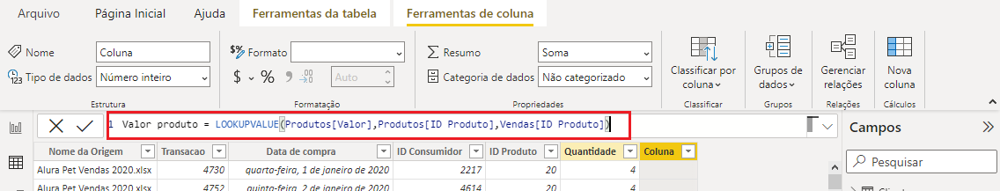 Arquivo Página Inicial Ajuda Ferramentas da tabela Ferramentas de coluna
Nome Coluna
Tipo de dados Número inteiro
Estrutura
Formato
$ % Auto
Formatação
Resumo Soma
Categoria de dados Não categorizado
Propriedades
Classificar por
coluna
Classificar
Grupos de
dados
Grupos
Gerenciar
relações
Relações
Nova
coluna
Cálculos
1 Valor produto = LOOKUPVALUE(Produtos[Valor],Produtos[ID Produto],Vendas[ID Produto])
Nome da Origem Transacao Data de compra ID Consumidor ID Produto Quantidade Coluna
Alura Pet Vendas 2020.xlsx 4730 quarta-feira, 1 de janeiro de 2020 2217 20 4
Alura Pet Vendas 2020.xlsx 4752 quinta-feira, 2 de janeiro de 2020 4614 20 4
Campos
Pesquisar